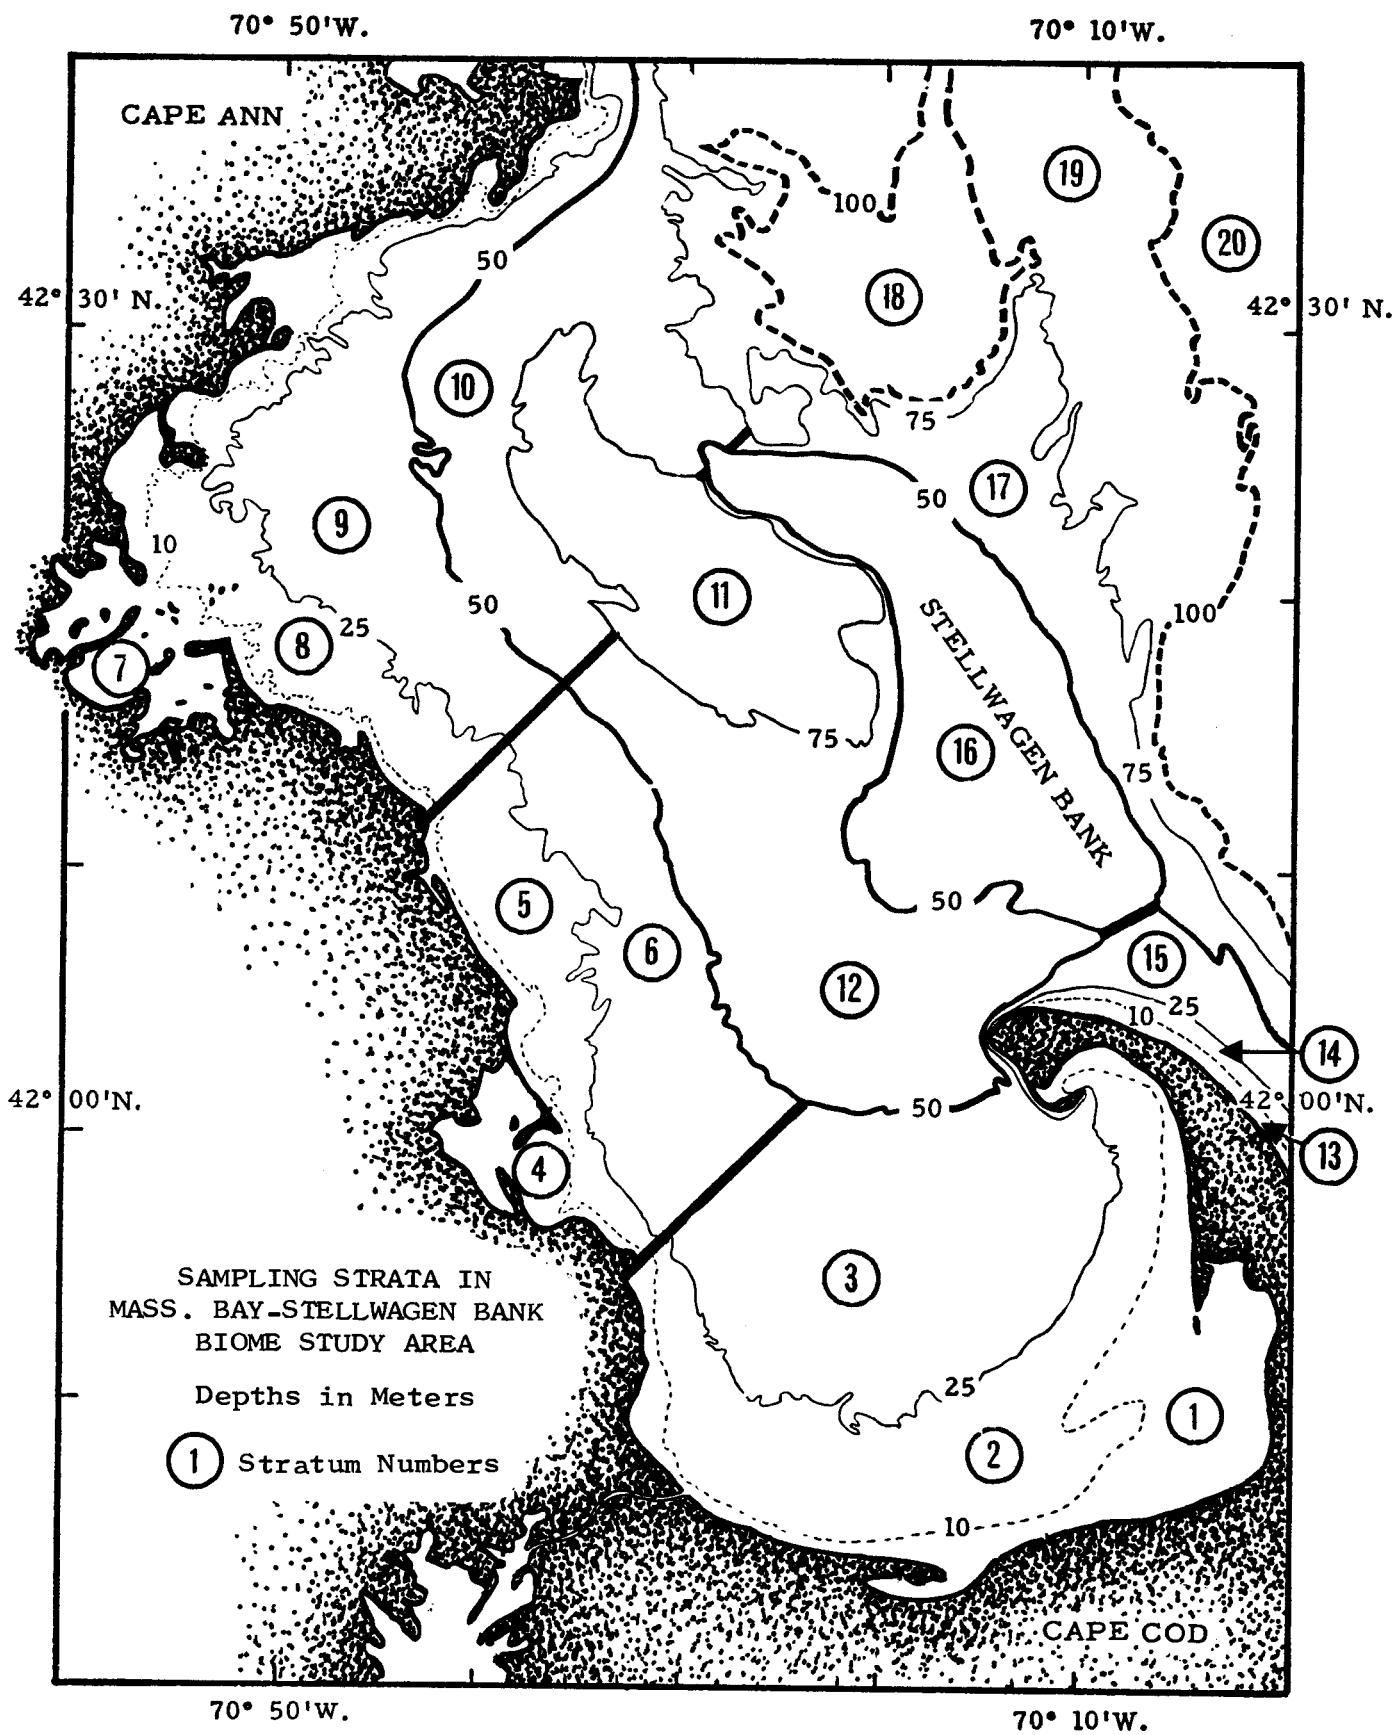 70° 50'W.
70° 10'W.
CAPE ANN
19
100
20
50
18
42° 30' N.
42° 30' N.
10
75
17
50
9
10
11
50
100
25
8
STELLWAGEN BANK
7
75
16
75
5
50
6
15
12
25
10
14
42° 00'N.
50
42° 00'N.
13
4
3
SAMPLING STRATA IN
MASS. BAY-STELLWAGEN BANK
BIOME STUDY AREA
Depths in Meters
25
1
2
1 Stratum Numbers
10
CAPE COD
70° 50'W.
70° 10'W.